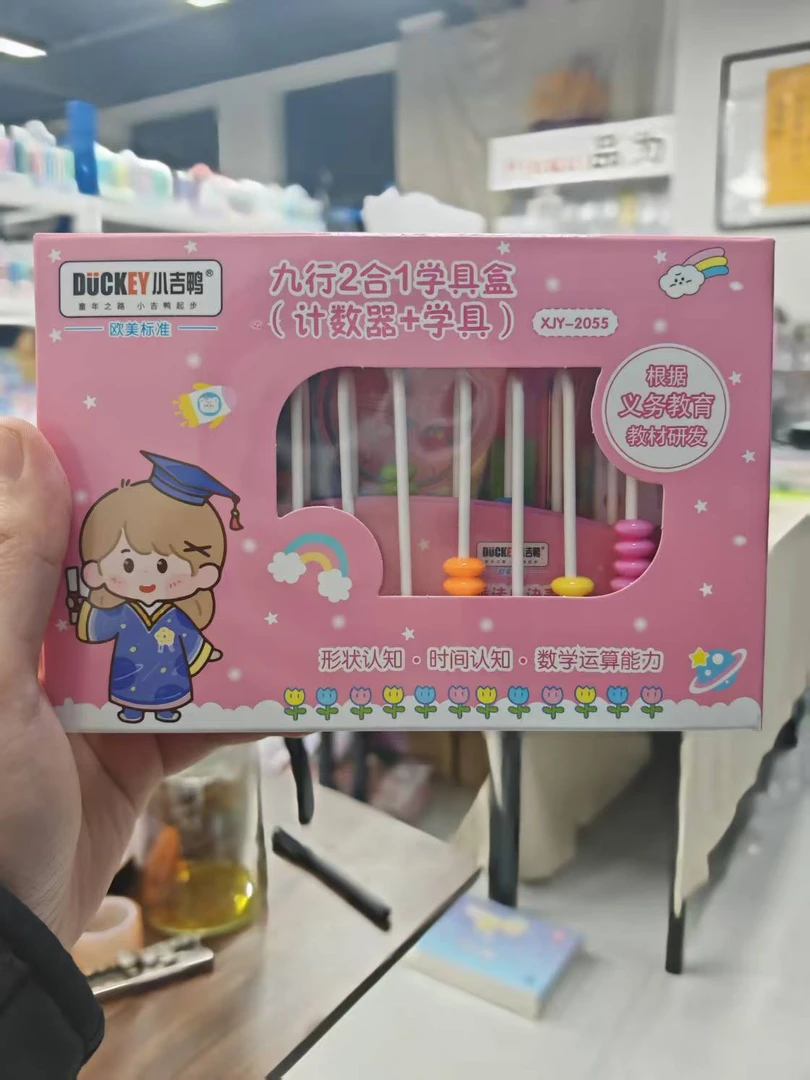 品为
DUCKEY小吉鸭®
童年之路 小吉鸭起步
欧美标准
九行2合1学具盒
(计数器+学具)
XJY-2055
根据
义务教育
教材研发
DUCKEY小吉鸭
形状认知·时间认知·数学运算能力